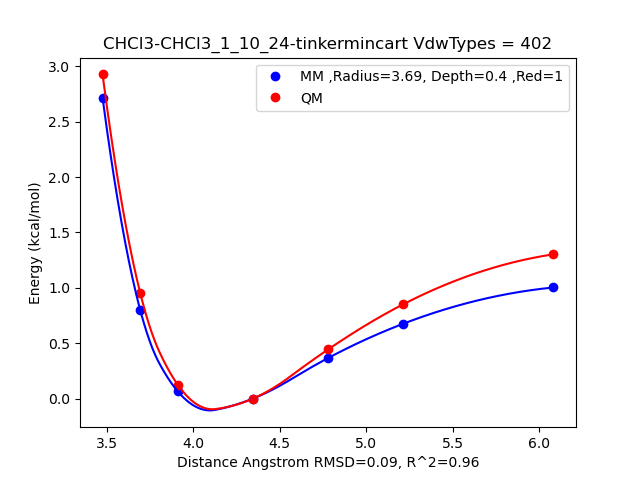 CHCl3-CHCl3_1_10_24-tinkermincart VdwTypes = 402
MM ,Radius=3.69, Depth=0.4 ,Red=1
QM
Energy (kcal/mol)
3.0
2.5
2.0
1.5
1.0
0.5
0.0
3.5 4.0 4.5 5.0 5.5 6.0
Distance Angstrom RMSD=0.09, R^2=0.96